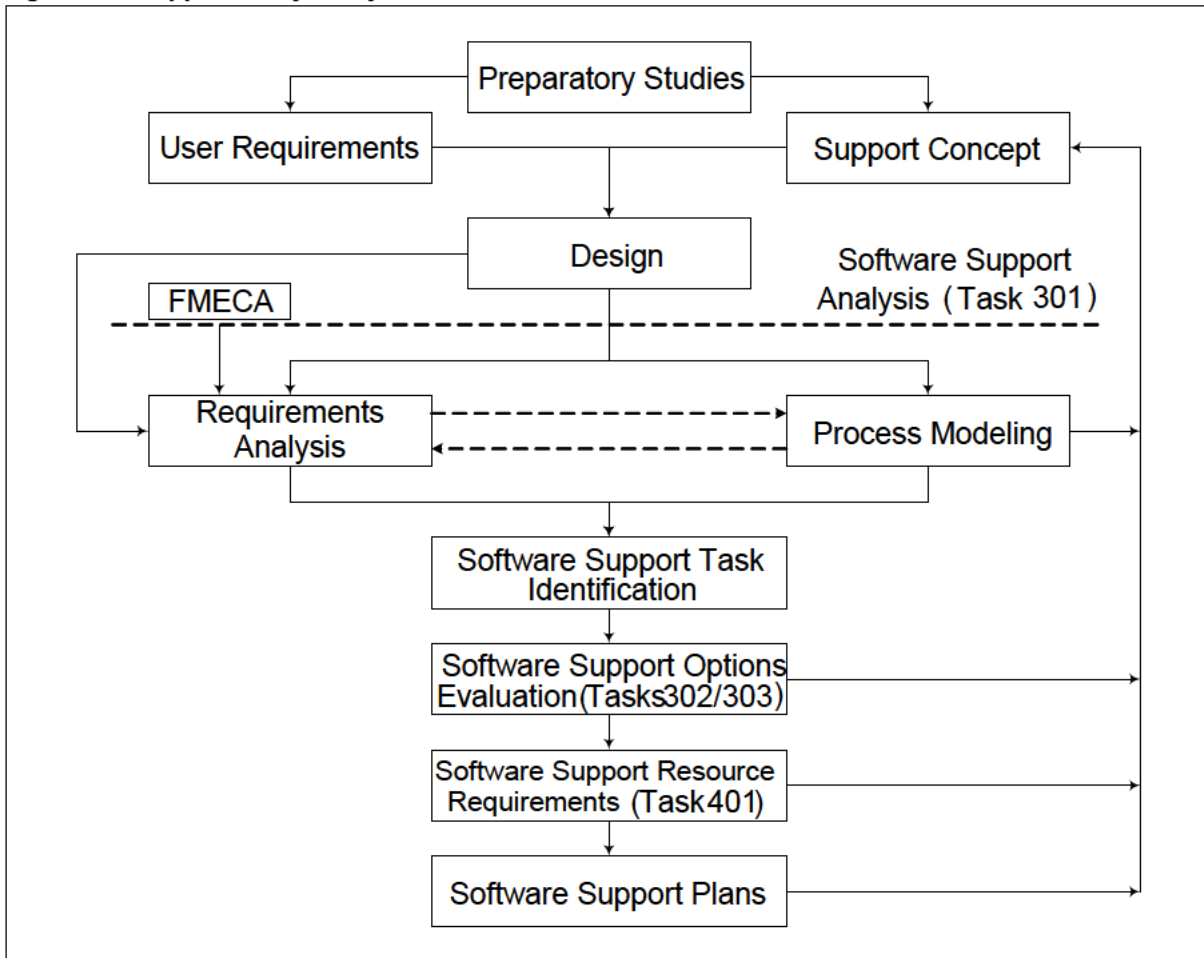 Preparatory Studies
User Requirements
Support Concept
Design
Software Support
Analysis (Task 301)
FMECA
Requirements
Analysis
Process Modeling
Software Support Task
Identification
Software Support Options
Evaluation(Tasks302/303)
Software Support Resource
Requirements (Task401)
Software Support Plans